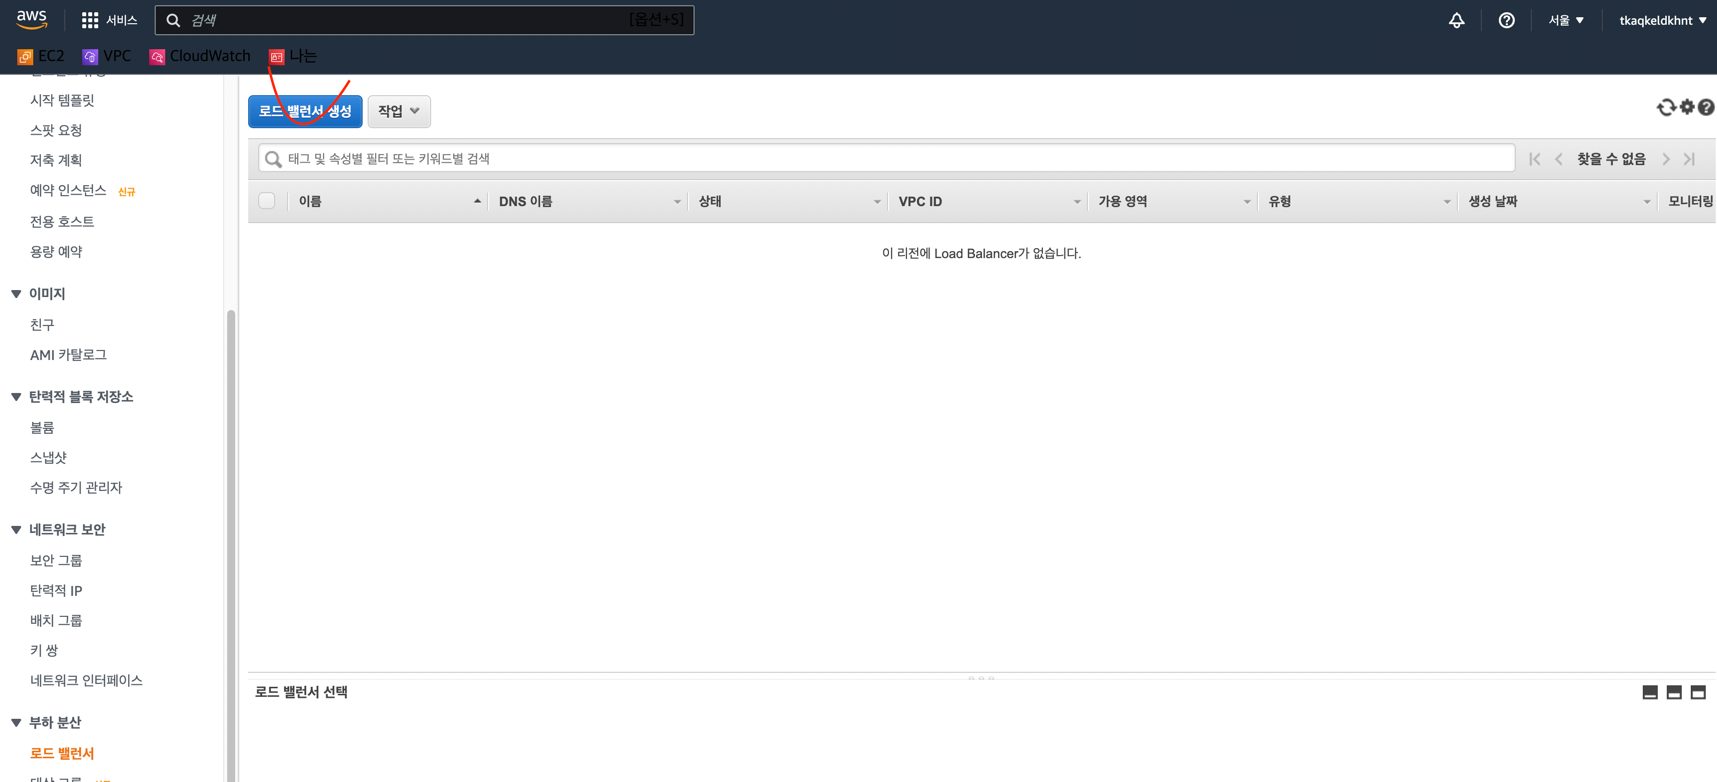 aws 서비스 검색 [옵션+S] 서울 tkaqkeldkhnt
EC2 VPC CloudWatch 나는
시작 템플릿
스팟 요청
저축 계획
예약 인스턴스 신규
전용 호스트
용량 예약
이미지
친구
AMI 카탈로그
탄력적 블록 저장소
볼륨
스냅샷
수명 주기 관리자
네트워크 보안
보안 그룹
탄력적 IP
배치 그룹
키 쌍
네트워크 인터페이스
부하 분산
로드 밸런서
로드 밸런서 생성 작업
태그 및 속성별 필터 또는 키워드별 검색 찾을 수 없음
이름 DNS 이름 상태 VPC ID 가용 영역 유형 생성 날짜 모니터링
이 리전에 Load Balancer가 없습니다.
로드 밸런서 선택